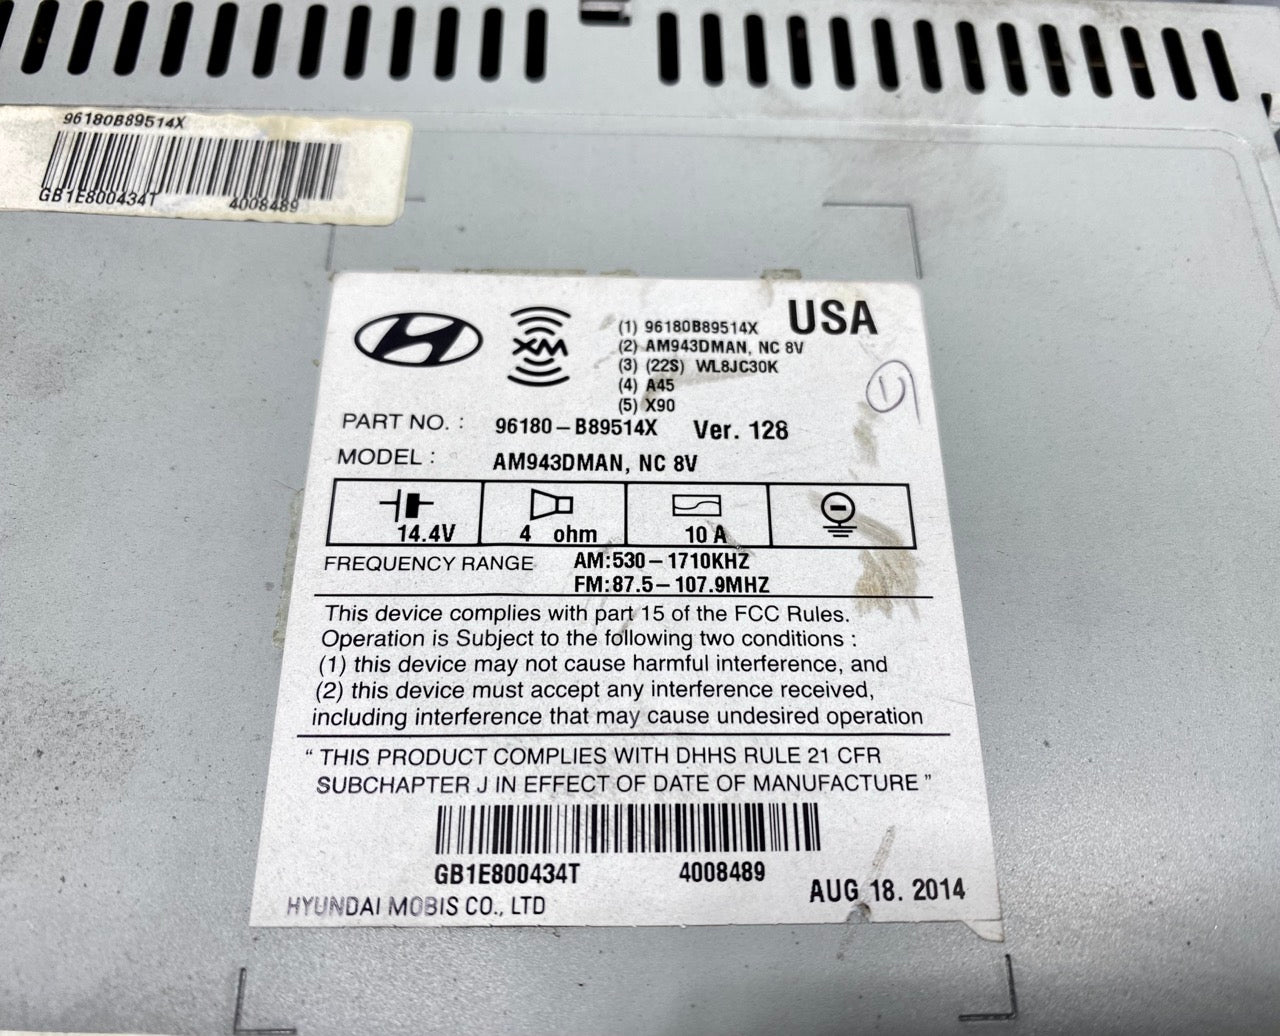 96180B89514X
GB1E800434T 4008489
XM
USA
(1) 96180B89514X
(2) AM943DMAN, NC 8V
(3) (22S) WL8JC30K
(4) A45
(5) X90
PART NO. : 96180-B89514X Ver. 128
MODEL : AM943DMAN, NC 8V
14.4V 4 ohm 10 A
FREQUENCY RANGE AM:530-1710KHZ
FM:87.5-107.9MHZ
This device complies with part 15 of the FCC Rules.
Operation is Subject to the following two conditions :
(1) this device may not cause harmful interference, and
(2) this device must accept any interference received,
including interference that may cause undesired operation
“ THIS PRODUCT COMPLIES WITH DHHS RULE 21 CFR
SUBCHAPTER J IN EFFECT OF DATE OF MANUFACTURE ”
GB1E800434T 4008489
HYUNDAI MOBIS CO., LTD AUG 18. 2014